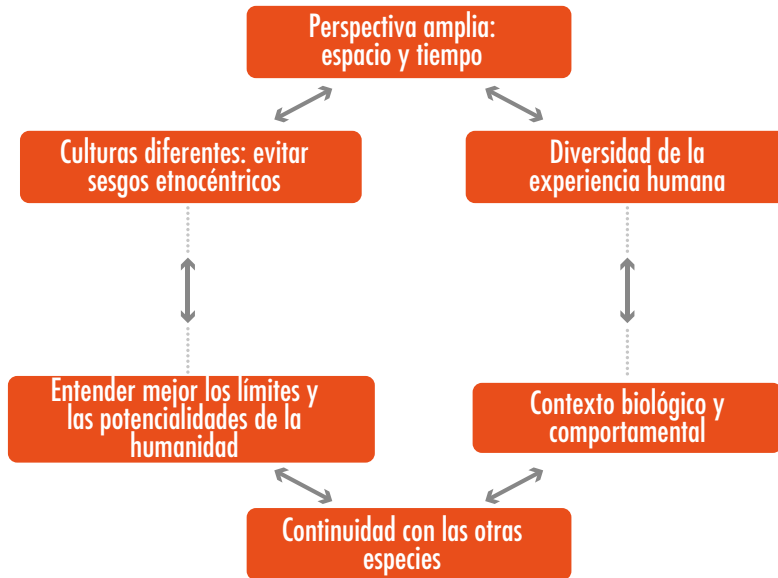 Perspectiva amplia:
espacio y tiempo
Culturas diferentes: evitar
sesgos etnocéntricos
Diversidad de la
experiencia humana
Entender mejor los límites y
las potencialidades de la
humanidad
Contexto biológico y
comportamental
Continuidad con las otras
especies